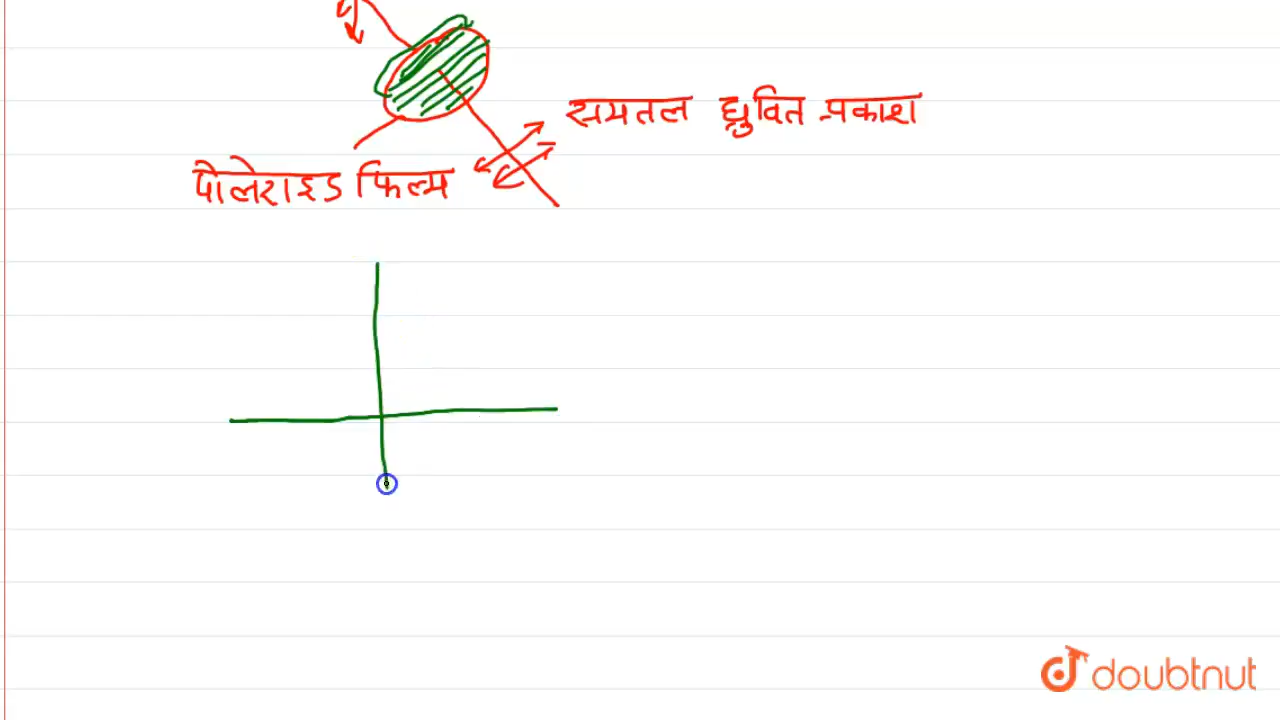 समतल ध्रुवित प्रकाश
पौलेराइड फिल्म
doubtnut